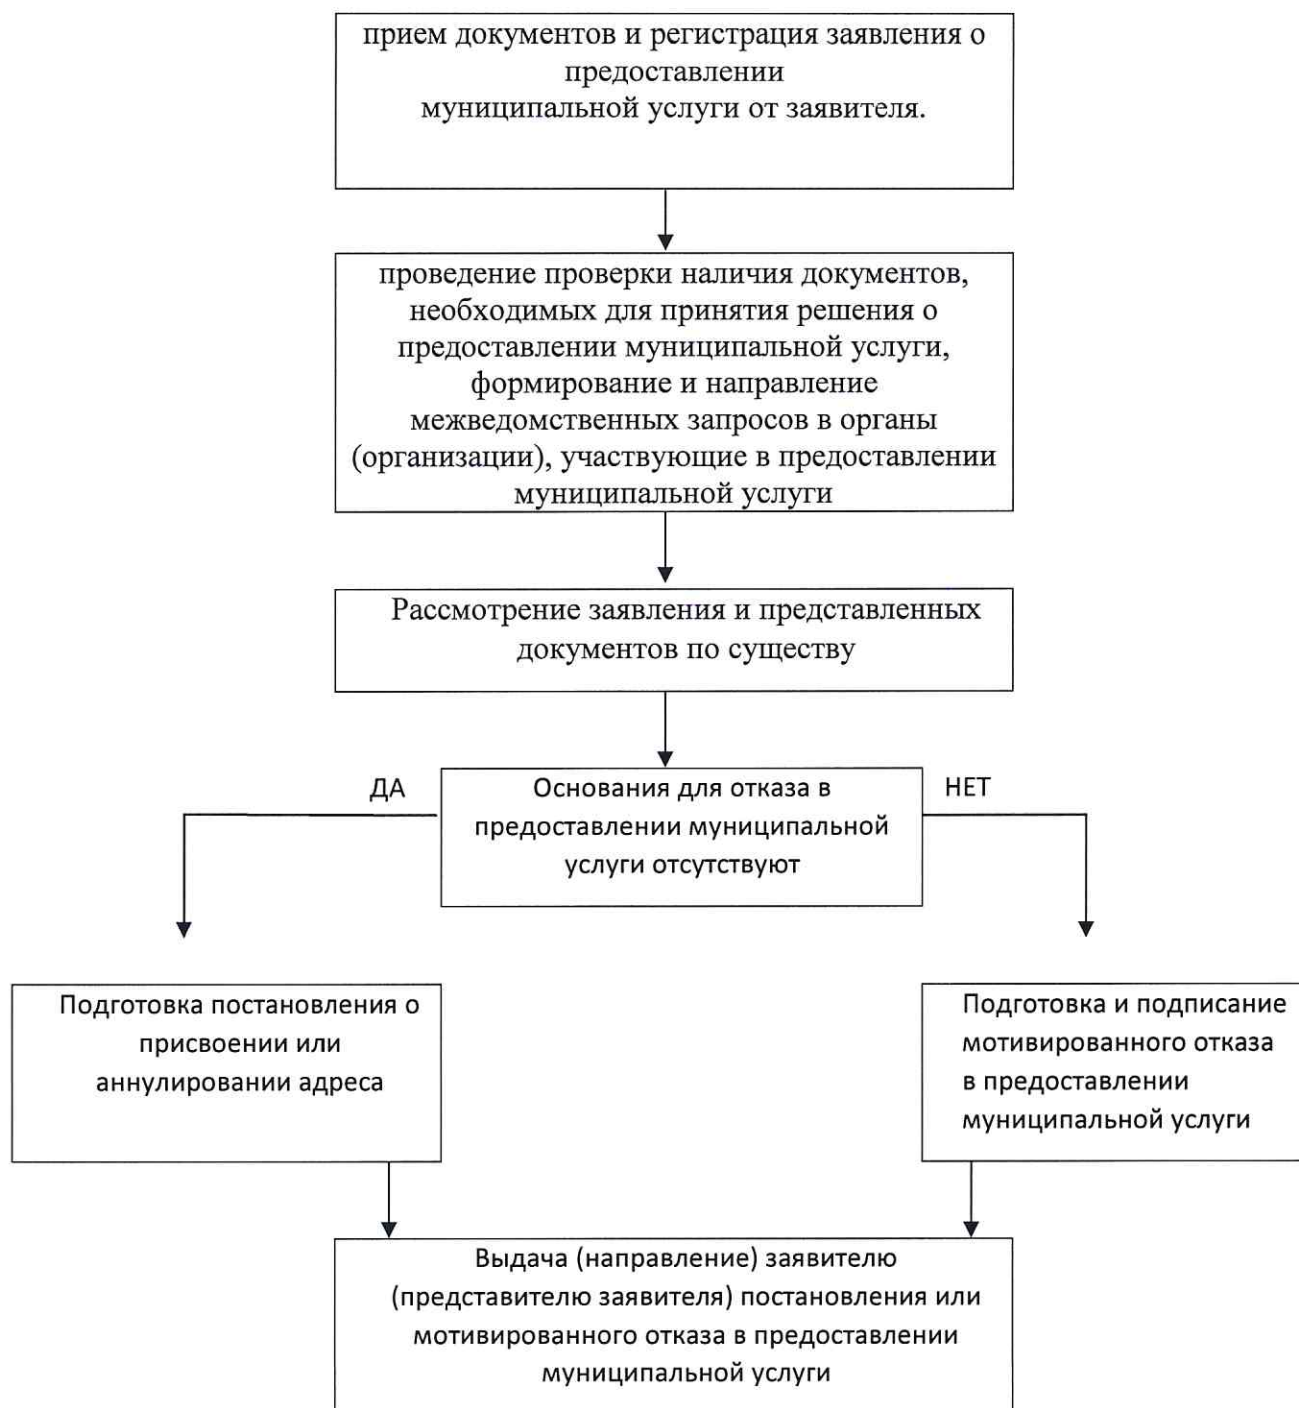 прием документов и регистрация заявления о
предоставлении
муниципальной услуги от заявителя.
проведение проверки наличия документов,
необходимых для принятия решения о
предоставлении муниципальной услуги,
формирование и направление
межведомственных запросов в органы
(организации), участвующие в предоставлении
муниципальной услуги
Рассмотрение заявления и представленных
документов по существу
ДА
Основания для отказа в
предоставлении муниципальной
услуги отсутствуют
НЕТ
Подготовка постановления о
присвоении или
аннулировании адреса
Подготовка и подписание
мотивированного отказа
в предоставлении
муниципальной услуги
Выдача (направление) заявителю
(представителю заявителя) постановления или
мотивированного отказа в предоставлении
муниципальной услуги